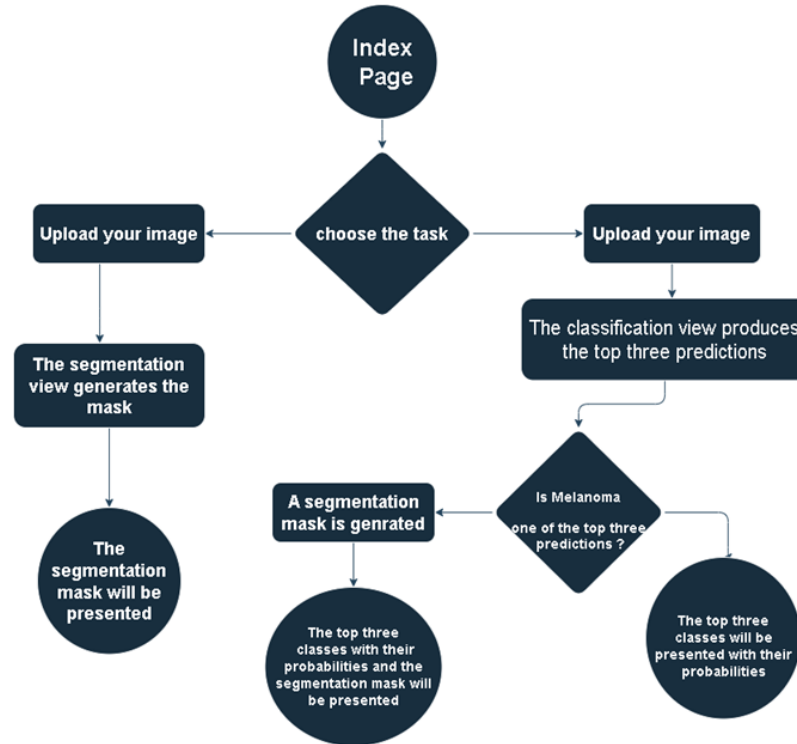 Index
Page
choose the task
Upload your image
Upload your image
The segmentation
view generates the
mask
The classification view produces
the top three predictions
Is Melanoma
one of the top three
predictions ?
A segmentation
mask is genrated
The
segmentation
mask will be
presented
The top three
classes with their
probabilities and the
segmentation mask will
be presented
The top three
classes will be
presented with their
probabilities